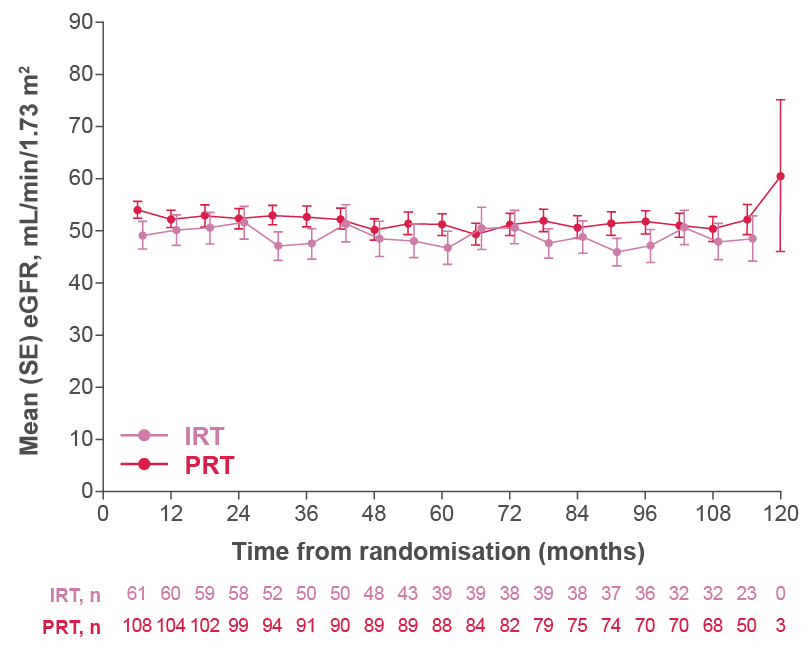 90
80
70
60
50
40
30
20
10
0
Mean (SE) eGFR, mL/min/1.73 m²
IRT
PRT
0 12 24 36 48 60 72 84 96 108 120
Time from randomisation (months)
IRT, n 61 60 59 58 52 50 50 48 43 39 39 38 39 38 37 36 32 32 23 0
PRT, n 108 104 102 99 94 91 90 89 89 88 84 82 79 75 74 70 70 68 50 3